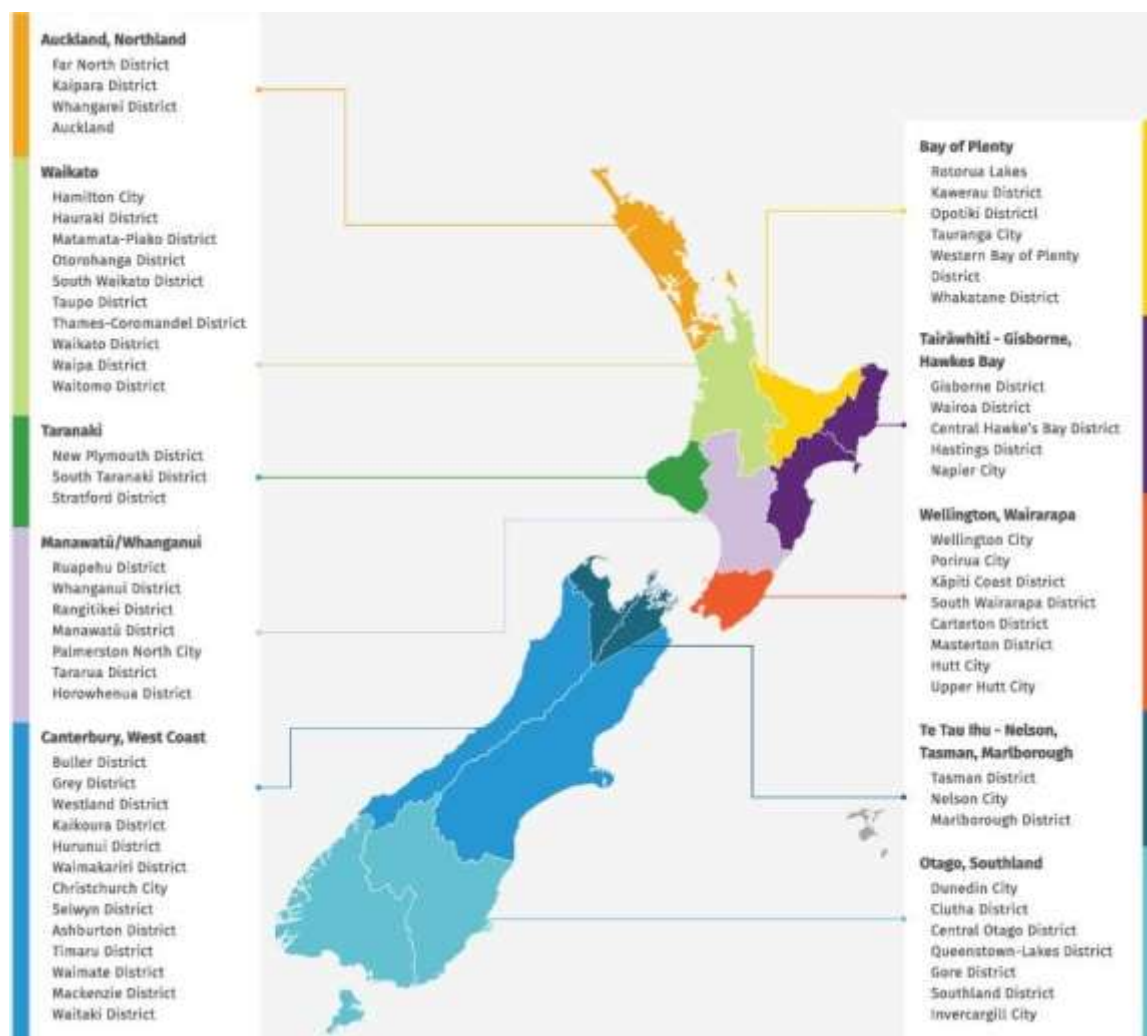 Auckland, Northland
Far North District
Kaipara District
Whangarei District
Auckland
Waikato
Hamilton City
Hauraki District
Matamata-Piako District
Otorohanga District
South Waikato District
Taupo District
Thames-Coromandel District
Waikato District
Waipa District
Waitomo District
Taranaki
New Plymouth District
South Taranaki District
Stratford District
Manawatū/Whanganui
Ruapehu District
Whanganui District
Rangitikei District
Manawatū District
Palmerston North City
Tararua District
Horowhenua District
Canterbury, West Coast
Buller District
Grey District
Westland District
Kaikoura District
Hurunui District
Waimakariri District
Christchurch City
Selwyn District
Ashburton District
Timaru District
Waimate District
Mackenzie District
Waitaki District
Bay of Plenty
Rotorua Lakes
Kawerau District
Opotiki Districtl
Tauranga City
Western Bay of Plenty
District
Whakatane District
Tairāwhiti - Gisborne,
Hawkes Bay
Gisborne District
Wairoa District
Central Hawke's Bay District
Hastings District
Napier City
Wellington, Wairarapa
Wellington City
Porirua City
Kāpiti Coast District
South Wairarapa District
Carterton District
Masterton District
Hutt City
Upper Hutt City
Te Tau Ihu - Nelson,
Tasman, Marlborough
Tasman District
Nelson City
Marlborough District
Otago, Southland
Dunedin City
Clutha District
Central Otago District
Queenstown-Lakes District
Gore District
Southland District
Invercargill City